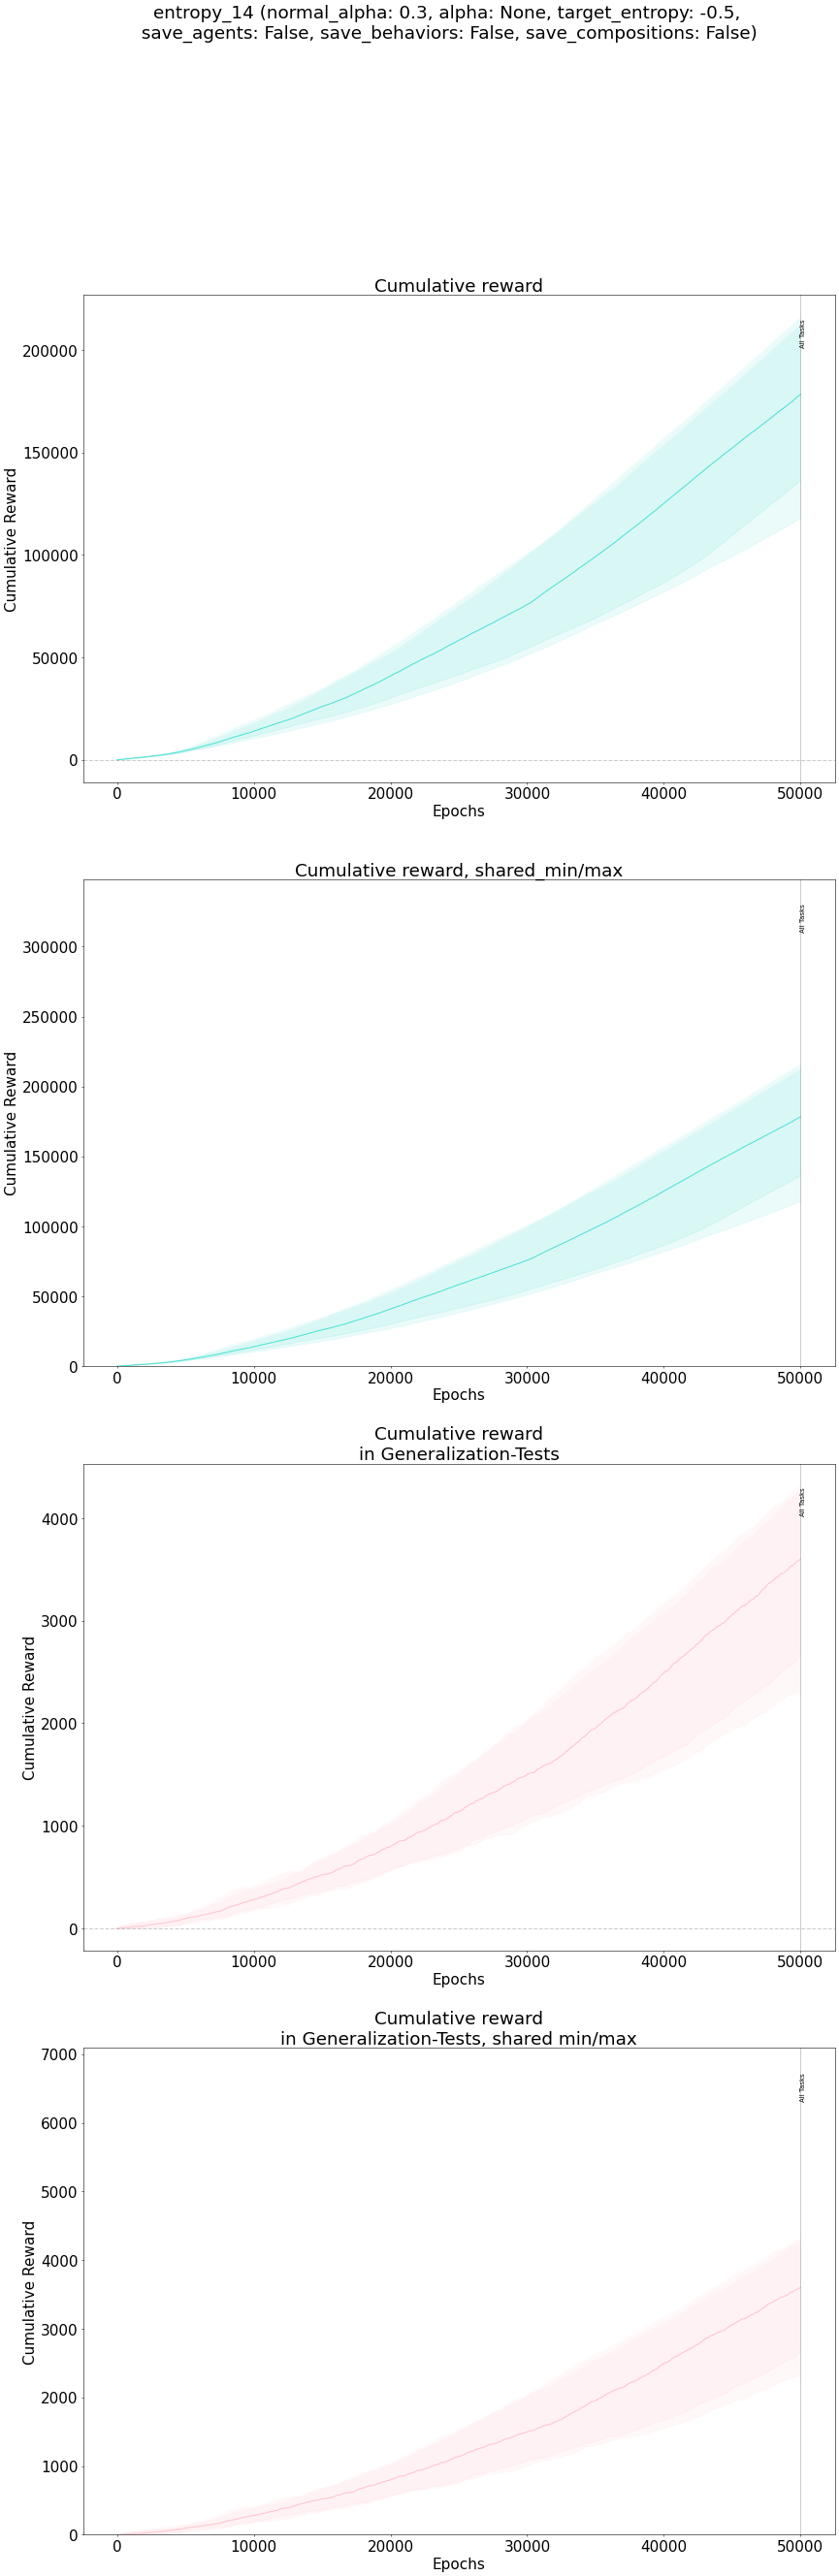 entropy_14 (normal_alpha: 0.3, alpha: None, target_entropy: -0.5,
save_agents: False, save_behaviors: False, save_compositions: False)
Cumulative reward
All Tasks
200000
150000
100000
50000
0
Cumulative Reward
0 10000 20000 30000 40000 50000
Epochs
Cumulative reward, shared_min/max
All Tasks
300000
250000
200000
150000
100000
50000
0
Cumulative Reward
0 10000 20000 30000 40000 50000
Epochs
Cumulative reward
in Generalization-Tests
All Tasks
4000
3000
2000
1000
0
Cumulative Reward
0 10000 20000 30000 40000 50000
Epochs
Cumulative reward
in Generalization-Tests, shared min/max
All Tasks
7000
6000
5000
4000
3000
2000
1000
0
Cumulative Reward
0 10000 20000 30000 40000 50000
Epochs